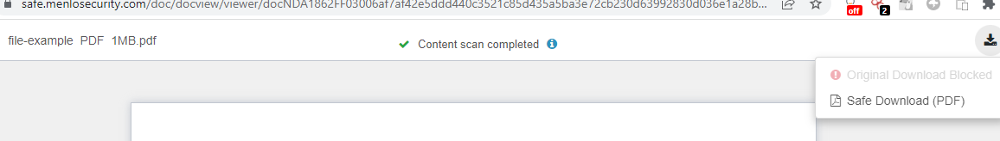 safe.menlosecurity.com/doc/docview/viewer/docNDA1862FF03006af7af42e5ddd440c3521c85d435a5ba3e72cb230d63992830d036e1a28b...
off
2
file-example PDF 1MB.pdf
Content scan completed
Original Download Blocked
Safe Download (PDF)